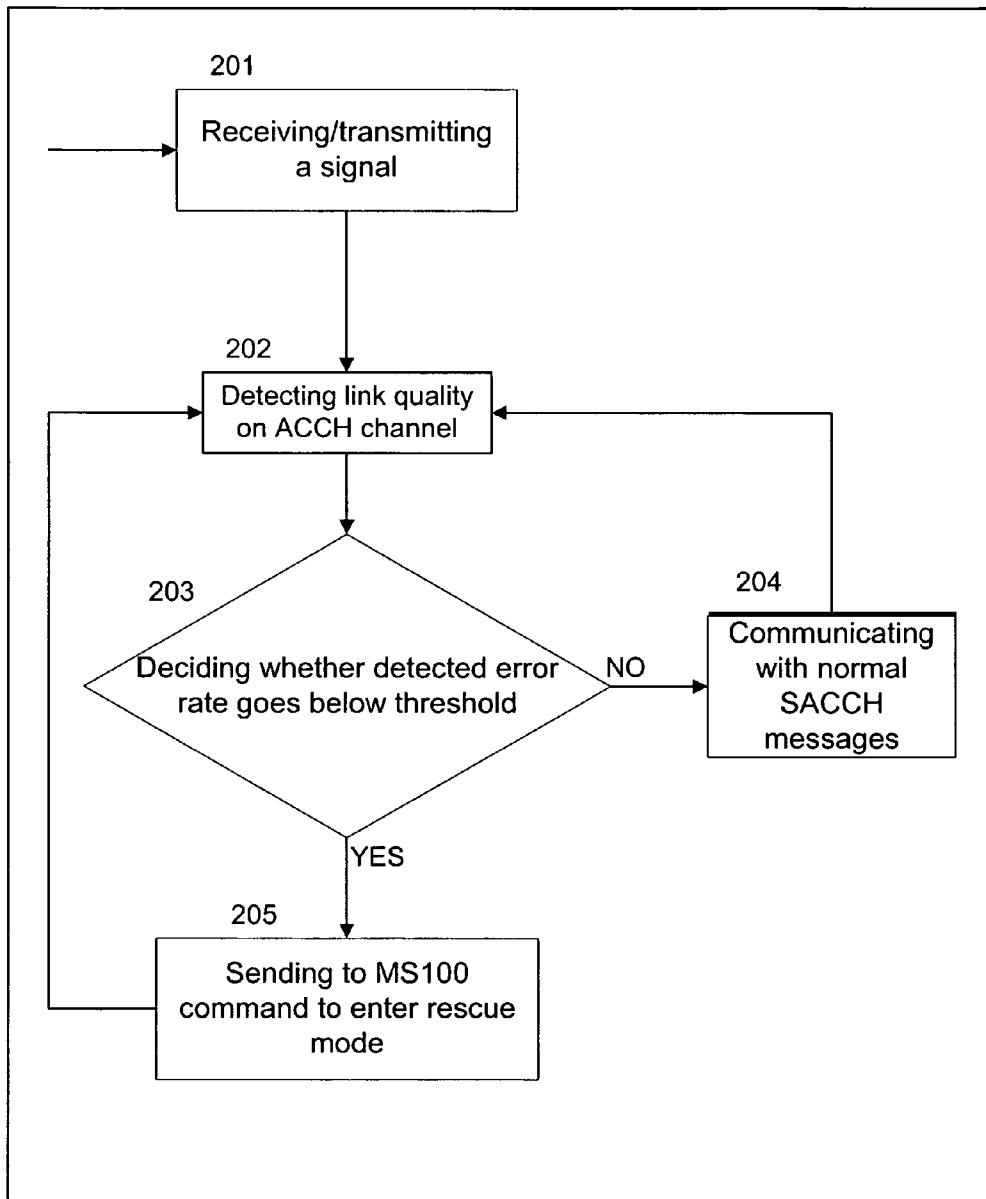 201
Receiving/transmitting
a signal
202
Detecting link quality
on ACCH channel
203
Deciding whether detected error
rate goes below threshold
NO
204
Communicating
with normal
SACCH
messages
YES
205
Sending to MS100
command to enter rescue
mode